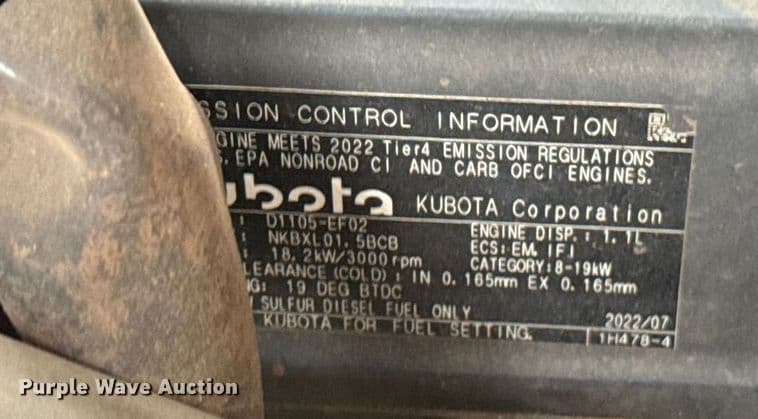 SSION CONTROL INFORMATION
GINE MEETS 2022 Tier4 EMISSION REGULATIONS
S. EPA NONROAD CI AND CARB OFCI ENGINES.
ubota KUBOTA Corporation
: D1105-EF02 ENGINE DISP.: 1.1L
: NKBXL01.5BCB ECS: EM, IFI
: 18.2kW/3000rpm CATEGORY: 8-19kW
LEARANCE (COLD) : IN 0.165mm EX 0.165mm
NG: 19 DEG BTDC
SULFUR DIESEL FUEL ONLY 2022/07
KUBOTA FOR FUEL SETTING. 1H478-4
Purple Wave Auction